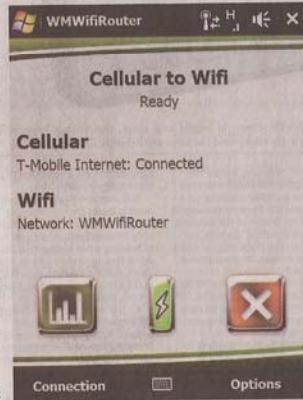 WMWifiRouter
H
Cellular to Wifi
Ready
Cellular
T-Mobile Internet: Connected
Wifi
Network: WMWifiRouter
Connection
Options